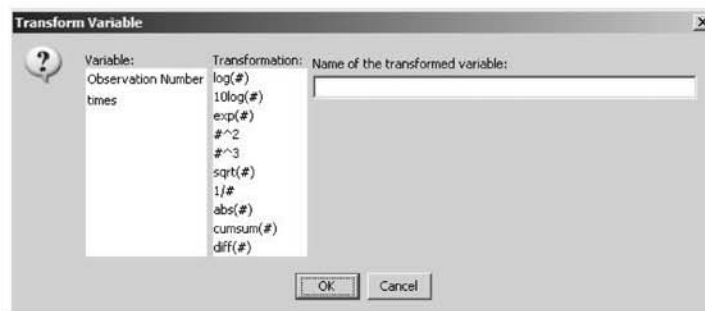 Transform Variable
Variable:
Observation Number
times
Transformation:
log(#)
10log(#)
exp(#)
#^2
#^3
sqrt(#)
1/#
abs(#)
cumsum(#)
diff(#)
Name of the transformed variable:
OK
Cancel